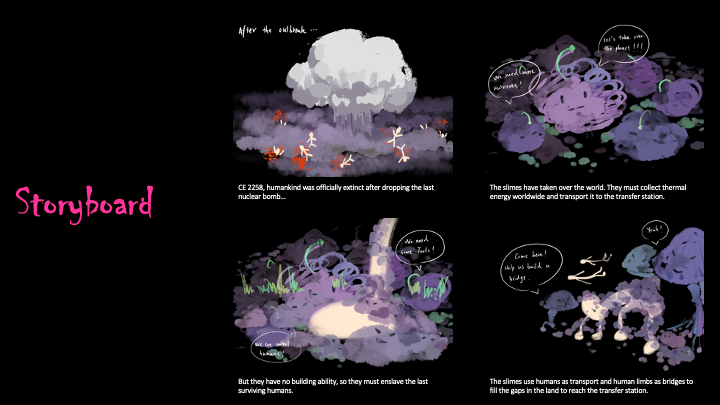 Storyboard
After the outbreak ...
CE 2258, humankind was officially extinct after dropping the last
nuclear bomb...
let's take over
the planet !!!
We need more
nutrients !
The slimes have taken over the world. They must collect thermal
energy worldwide and transport it to the transfer station.
We need
some Tools !
We can control
humans !!
But they have no building ability, so they must enslave the last
surviving humans.
Yeah!
Come here!
Help us build a
bridge.
The slimes use humans as transport and human limbs as bridges to
fill the gaps in the land to reach the transfer station.